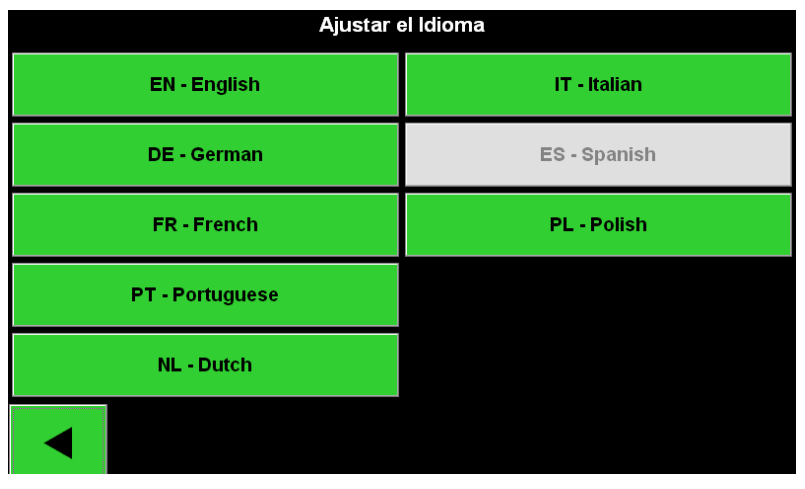 Ajustar el Idioma
EN - English
IT - Italian
DE - German
ES - Spanish
FR - French
PL - Polish
PT - Portuguese
NL - Dutch